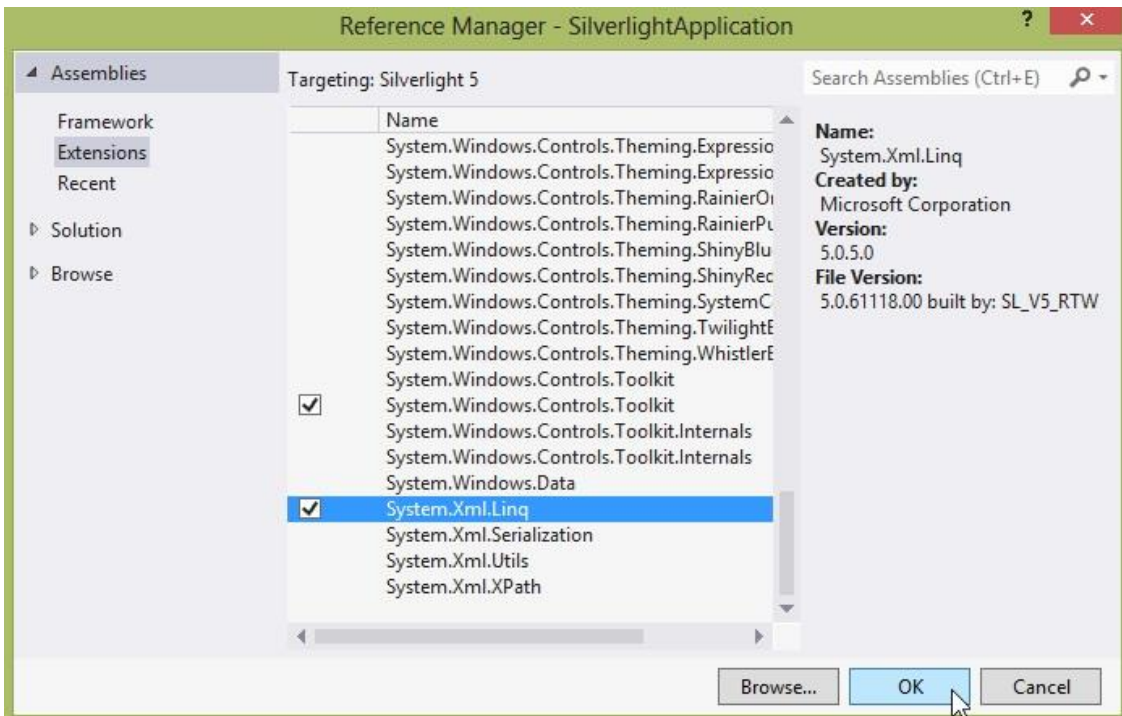 Reference Manager - SilverlightApplication
?
Assemblies
Framework
Extensions
Recent
Solution
Browse
Targeting: Silverlight 5
Name
System.Windows.Controls.Theming.Expressio
System.Windows.Controls.Theming.Expressio
System.Windows.Controls.Theming.RainierO
System.Windows.Controls.Theming.RainierPu
System.Windows.Controls.Theming.ShinyBlu
System.Windows.Controls.Theming.ShinyRed
System.Windows.Controls.Theming.SystemC
System.Windows.Controls.Theming.Twilight
System.Windows.Controls.Theming.Whistler
System.Windows.Controls.Toolkit
System.Windows.Controls.Toolkit
System.Windows.Controls.Toolkit.Internals
System.Windows.Controls.Toolkit.Internals
System.Windows.Data
System.Xml.Linq
System.Xml.Serialization
System.Xml.Utils
System.Xml.XPath
Search Assemblies (Ctrl+E)
Name:
System.Xml.Linq
Created by:
Microsoft Corporation
Version:
5.0.5.0
File Version:
5.0.61118.00 built by: SL_V5_RTW
Browse...
OK
Cancel